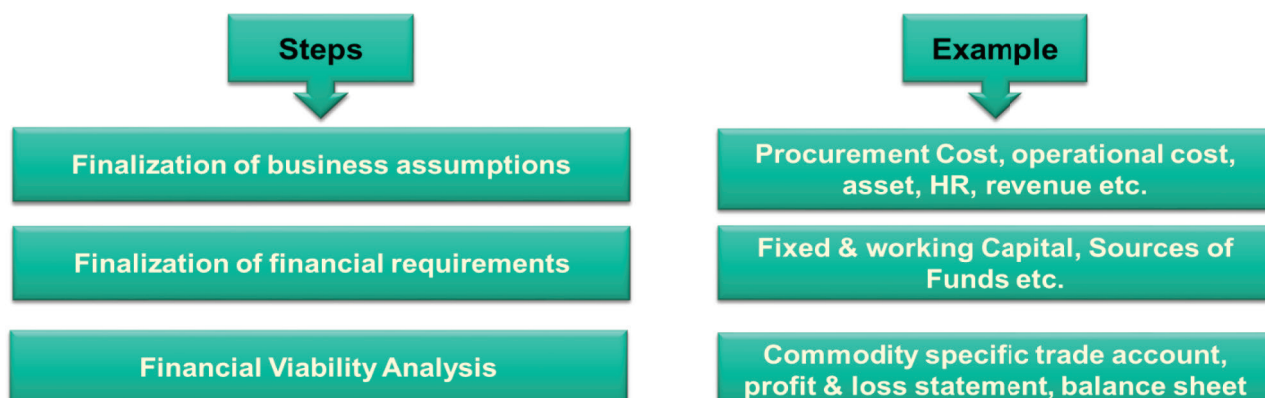 Steps
Example
Finalization of business assumptions
Procurement Cost, operational cost,
asset, HR, revenue etc.
Finalization of financial requirements
Fixed & working Capital, Sources of
Funds etc.
Financial Viability Analysis
Commodity specific trade account,
profit & loss statement, balance sheet